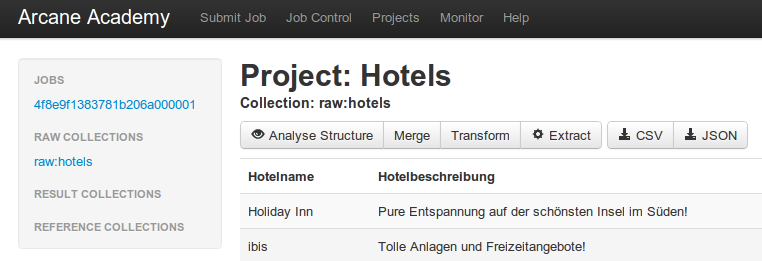 Arcane Academy Submit Job Job Control Projects Monitor Help
JOBS
4f8e9f1383781b206a000001
RAW COLLECTIONS
raw:hotels
RESULT COLLECTIONS
REFERENCE COLLECTIONS
Project: Hotels
Collection: raw:hotels
Analyse Structure Merge Transform Extract CSV JSON
Hotelname Hotelbeschreibung
Holiday Inn Pure Entspannung auf der schönsten Insel im Süden!
ibis Tolle Anlagen und Freizeitangebote!